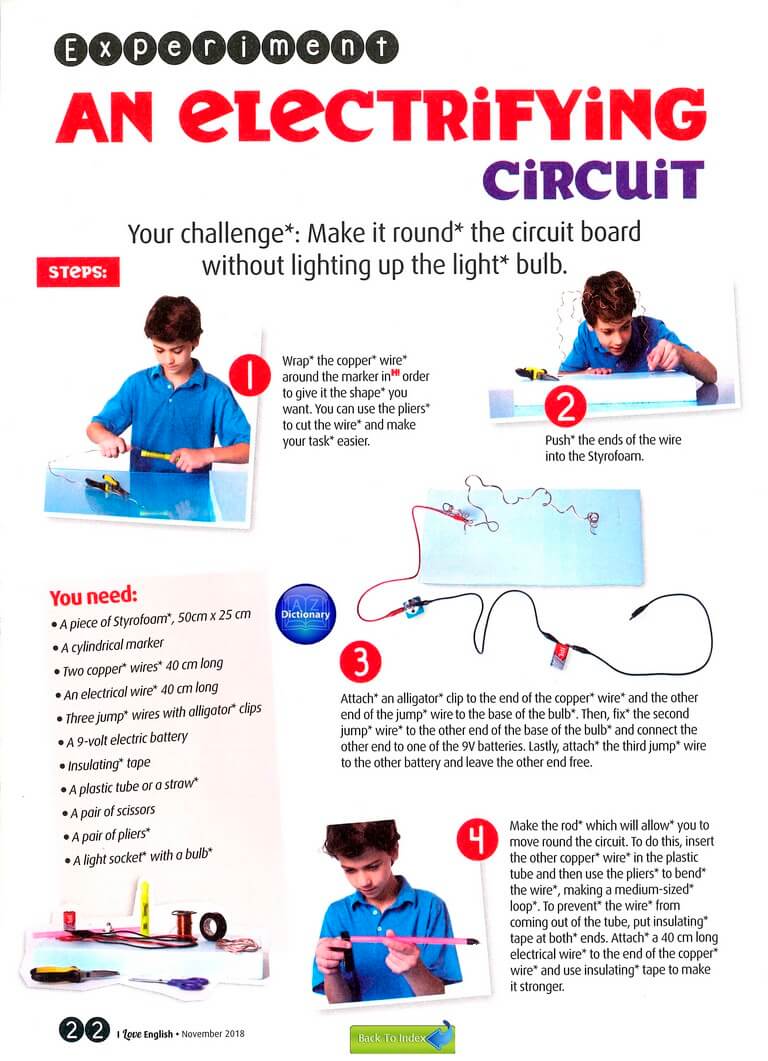 Experiment
AN ELECTRiFYiNG
CiRCUiT
Your challenge*: Make it round* the circuit board
without lighting up the light* bulb.
STePS:
1
Wrap* the copper* wire*
around the marker in H! order
to give it the shape* you
want. You can use the pliers*
to cut the wire* and make
your task* easier.
2
Push* the ends of the wire
into the Styrofoam.
You need:
• A piece of Styrofoam*, 50cm x 25 cm
• A cylindrical marker
• Two copper* wires* 40 cm long
• An electrical wire* 40 cm long
• Three jump* wires with alligator* clips
• A 9-volt electric battery
• Insulating* tape
• A plastic tube or a straw*
• A pair of scissors
• A pair of pliers*
• A light socket* with a bulb*
A Z
Dictionary
3
Attach* an alligator* clip to the end of the copper* wire* and the other
end of the jump* wire to the base of the bulb*. Then, fix* the second
jump* wire* to the other end of the base of the bulb* and connect the
other end to one of the 9V batteries. Lastly, attach* the third jump* wire
to the other battery and leave the other end free.
4
Make the rod* which will allow* you to
move round the circuit. To do this, insert
the other copper* wire* in the plastic
tube and then use the pliers* to bend*
the wire*, making a medium-sized*
loop*. To prevent* the wire* from
coming out of the tube, put insulating*
tape at both* ends. Attach* a 40 cm long
electrical wire* to the end of the copper*
wire* and use insulating* tape to make
it stronger.
22 I Love English • November 2018
Back To Index